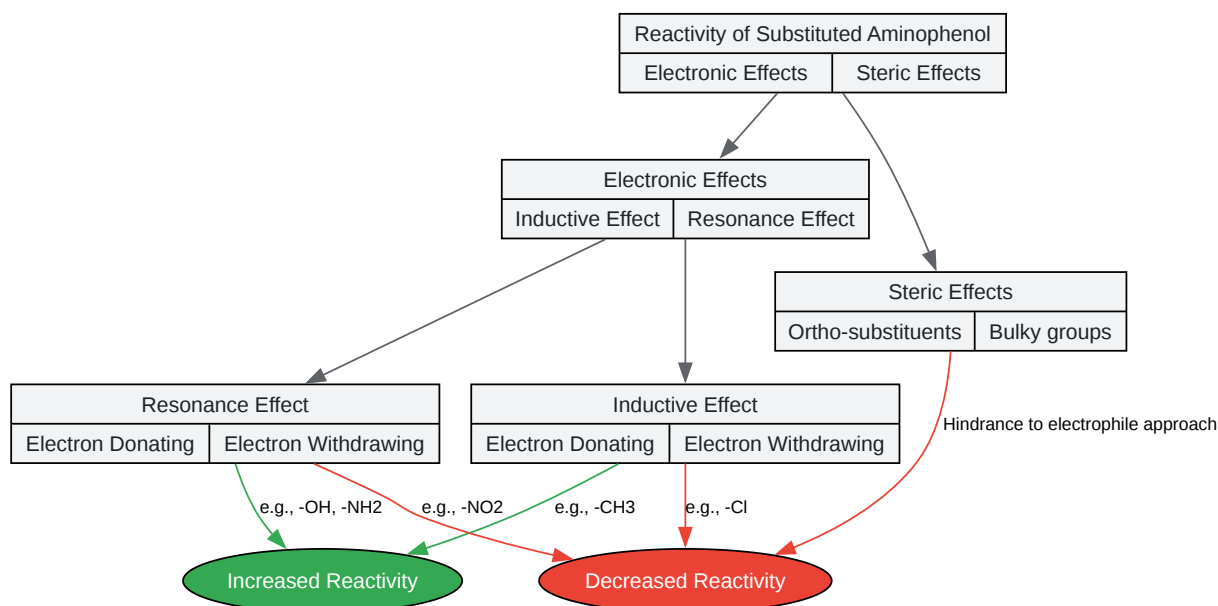 Reactivity of Substituted Aminophenol
Electronic Effects
Steric Effects
Electronic Effects
Inductive Effect
Resonance Effect
Steric Effects
Ortho-substituents
Bulky groups
Resonance Effect
Electron Donating
Electron Withdrawing
Inductive Effect
Electron Donating
Electron Withdrawing
Hindrance to electrophile approach
e.g., -OH, -NH2
e.g., -NO2
e.g., -CH3
e.g., -Cl
Increased Reactivity
Decreased Reactivity